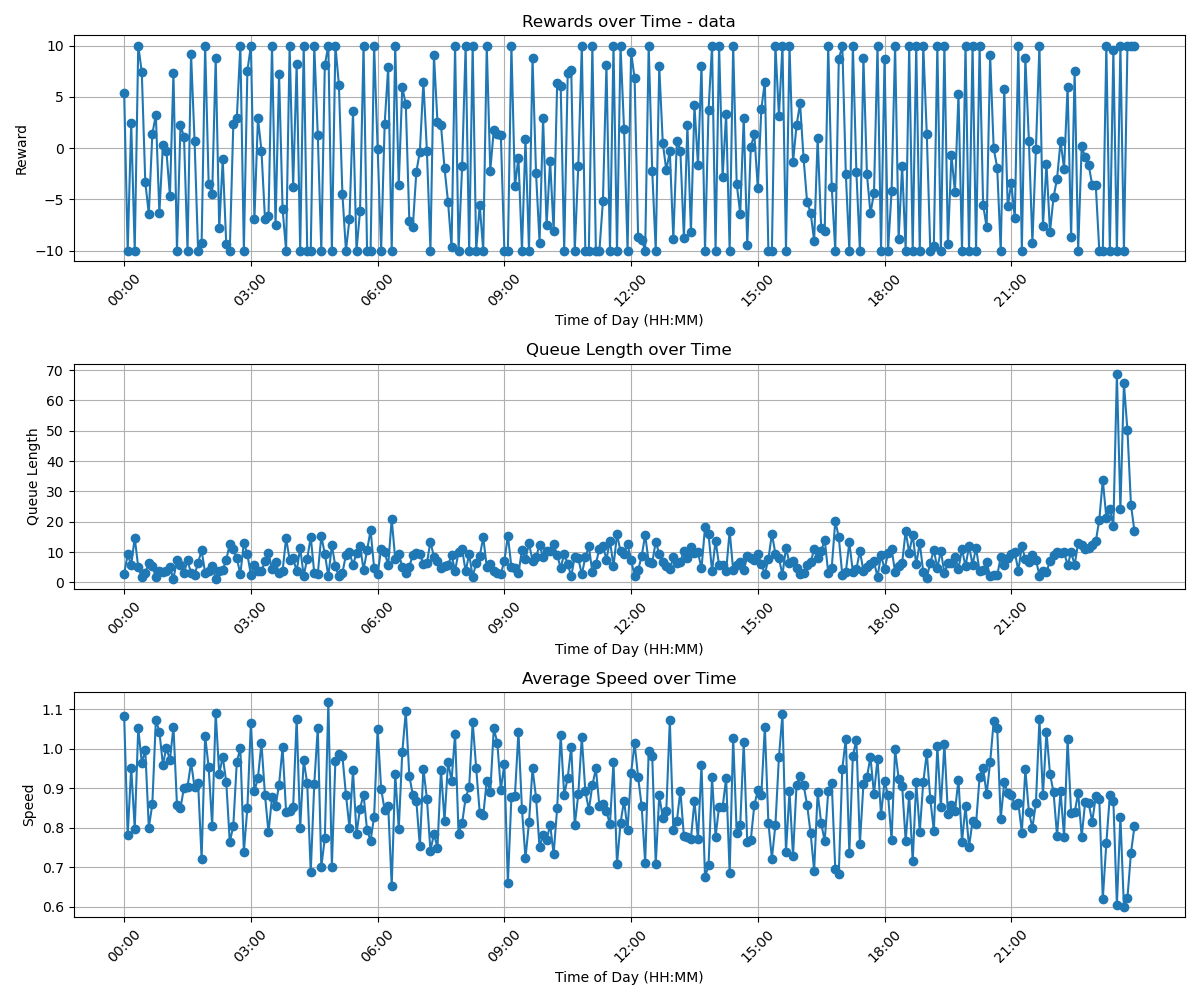 Rewards over Time - data
10
5
0
−5
−10
Reward
00:00 03:00 06:00 09:00 12:00 15:00 18:00 21:00
Time of Day (HH:MM)
Queue Length over Time
70
60
50
40
30
20
10
0
Queue Length
00:00 03:00 06:00 09:00 12:00 15:00 18:00 21:00
Time of Day (HH:MM)
Average Speed over Time
1.1
1.0
0.9
0.8
0.7
0.6
Speed
00:00 03:00 06:00 09:00 12:00 15:00 18:00 21:00
Time of Day (HH:MM)